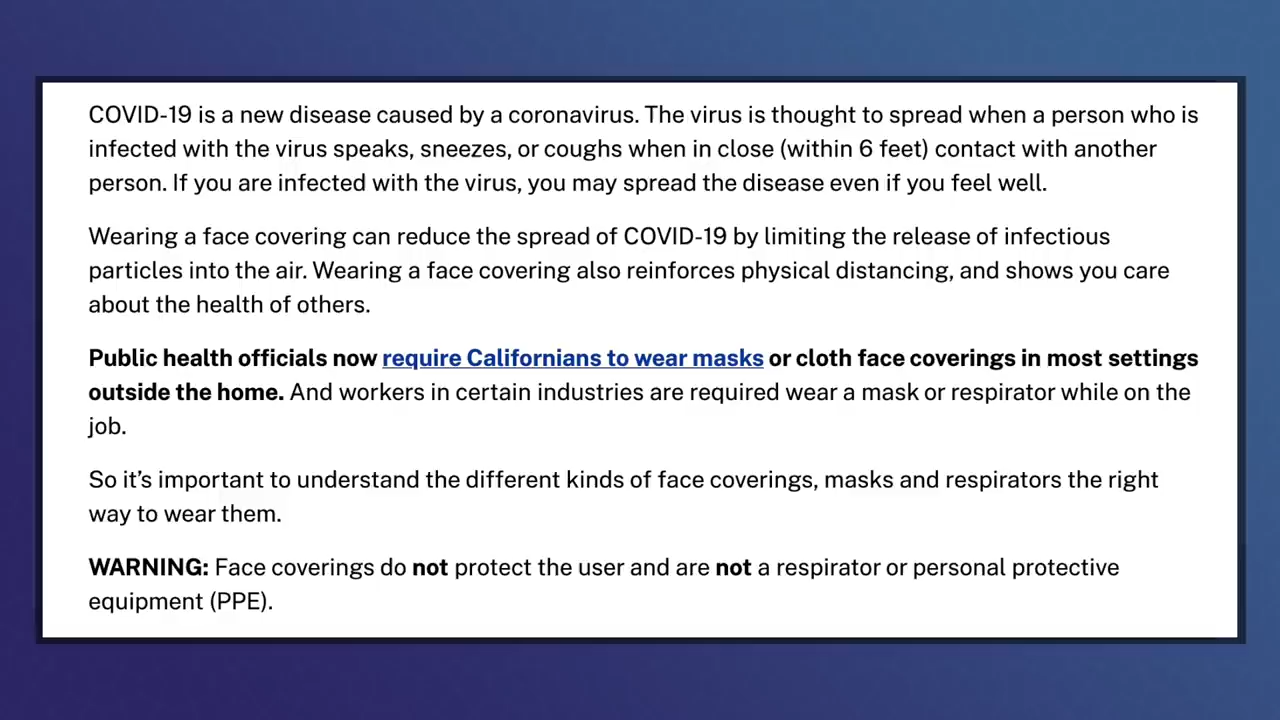 COVID-19 is a new disease caused by a coronavirus. The virus is thought to spread when a person who is
infected with the virus speaks, sneezes, or coughs when in close (within 6 feet) contact with another
person. If you are infected with the virus, you may spread the disease even if you feel well.
Wearing a face covering can reduce the spread of COVID-19 by limiting the release of infectious
particles into the air. Wearing a face covering also reinforces physical distancing, and shows you care
about the health of others.
Public health officials now require Californians to wear masks or cloth face coverings in most settings
outside the home. And workers in certain industries are required wear a mask or respirator while on the
job.
So it’s important to understand the different kinds of face coverings, masks and respirators the right
way to wear them.
WARNING: Face coverings do not protect the user and are not a respirator or personal protective
equipment (PPE).